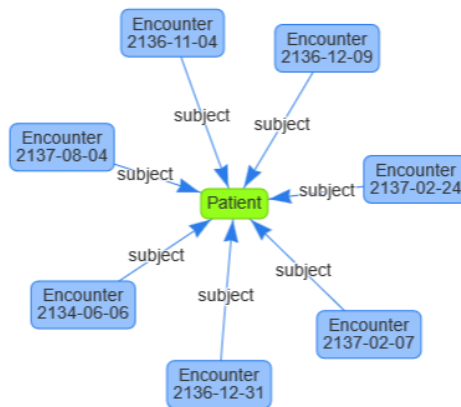 Encounter
2136-11-04
Encounter
2136-12-09
subject
subject
Encounter
2137-08-04
subject
Encounter
2137-02-24
subject
Patient
subject
subject
subject
Encounter
2134-06-06
Encounter
2137-02-07
Encounter
2136-12-31